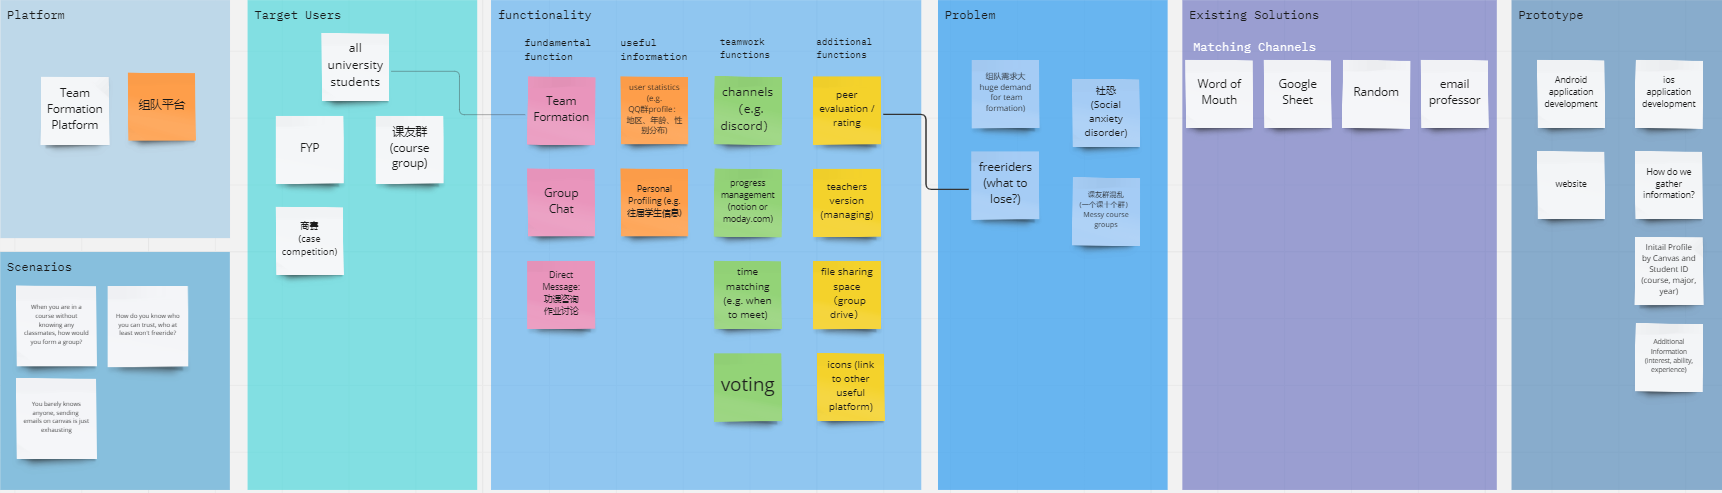 Platform
Team
Formation
Platform
组队平台
Scenarios
When you are in a
course without
knowing any
classmates, how would
you form a group?
How do you know who
you can trust, who at
least won't freeride?
You barely knows
anyone, sending
emails on canvas is just
exhausting
Target Users
all
university
students
FYP
课友群
(course
group)
商赛
(case
competition)
functionality
fundamental
function
Team
Formation
Group
Chat
Direct
Message:
功课咨询
作业讨论
useful
information
user statistics
(e.g.
QQ群profile:
地区、年龄、性
别分布)
Personal
Profiling (e.g.
往届学生信息)
teamwork
functions
channels
（e.g.
discord）
progress
management
(notion or
moday.com)
time
matching
(e.g. when
to meet)
voting
additional
functions
peer
evaluation /
rating
teachers
version
(managing)
file sharing
space
（group
drive）
icons (link
to other
useful
platform)
Problem
组队需求大
huge demand
for team
formation)
社恐
(Social
anxiety
disorder)
freeriders
(what to
lose?)
课友群混乱
(一个课十个群)
Messy course
groups
Existing Solutions
Matching Channels
Word of
Mouth
Google
Sheet
Random
email
professor
Prototype
Android
application
development
ios
application
development
website
How do we
gather
information?
Initail Profile
by Canvas and
Student ID
(course, major,
year)
Additional
Information
(interest, ability,
experience)